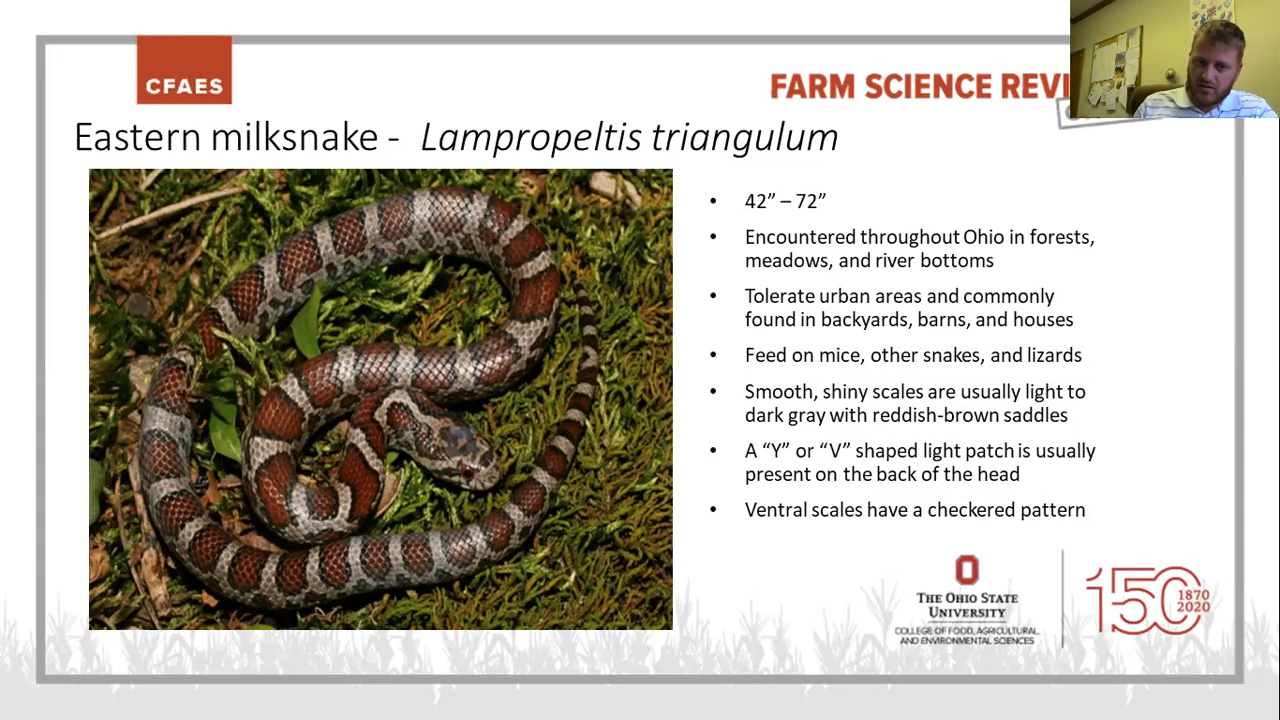 CFAES
FARM SCIENCE REVI
Eastern milksnake - Lampropeltis triangulum
• 42” – 72”
• Encountered throughout Ohio in forests,
meadows, and river bottoms
• Tolerate urban areas and commonly
found in backyards, barns, and houses
• Feed on mice, other snakes, and lizards
• Smooth, shiny scales are usually light to
dark gray with reddish-brown saddles
• A “Y” or “V” shaped light patch is usually
present on the back of the head
• Ventral scales have a checkered pattern
THE OHIO STATE
UNIVERSITY
COLLEGE OF FOOD, AGRICULTURAL,
AND ENVIRONMENTAL SCIENCES
150
1870
2020